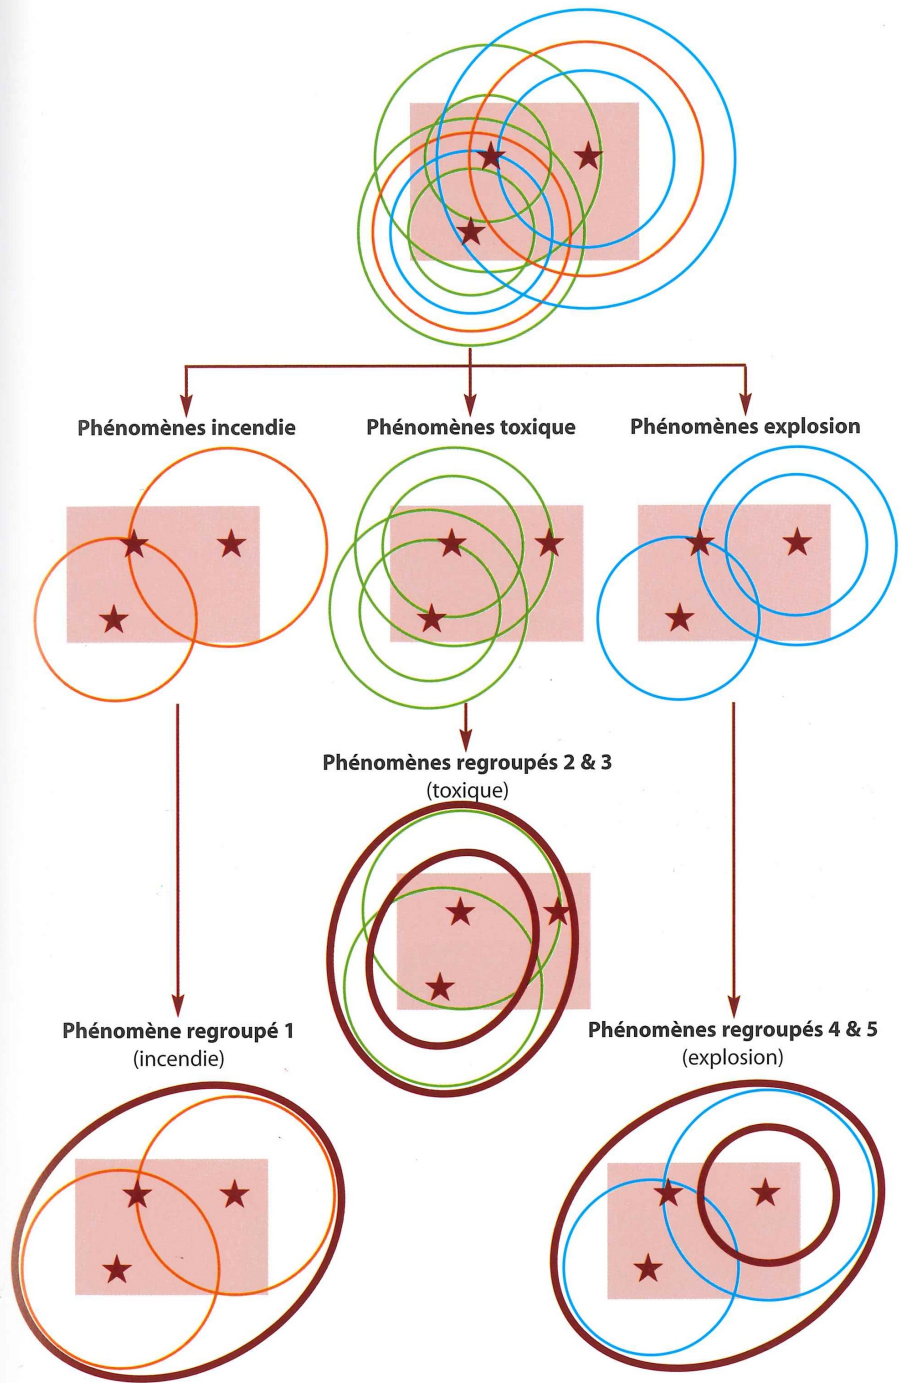 Phénomènes incendie
Phénomènes toxique
Phénomènes explosion
Phénomènes regroupés 2 & 3
(toxique)
Phénomène regroupé 1
(incendie)
Phénomènes regroupés 4 & 5
(explosion)